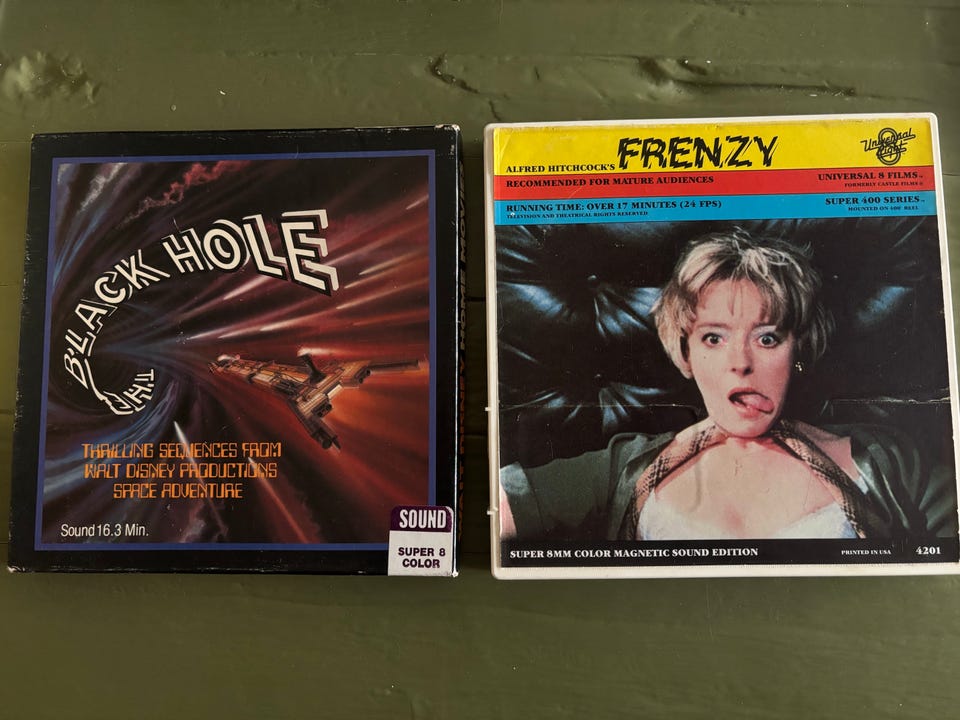 THE BLACK HOLE
THRILLING SEQUENCES FROM
WALT DISNEY PRODUCTIONS
SPACE ADVENTURE
Sound 16.3 Min.
SOUND
SUPER 8
COLOR
ALFRED HITCHCOCK'S FRENZY
Universal Eight
RECOMMENDED FOR MATURE AUDIENCES
UNIVERSAL 8 FILMS™
FORMERLY CASTLE FILMS®
RUNNING TIME: OVER 17 MINUTES (24 FPS)
TELEVISION AND THEATRICAL RIGHTS RESERVED
SUPER 400 SERIES™
MOUNTED ON 400' REEL
SUPER 8MM COLOR MAGNETIC SOUND EDITION
PRINTED IN USA
4201